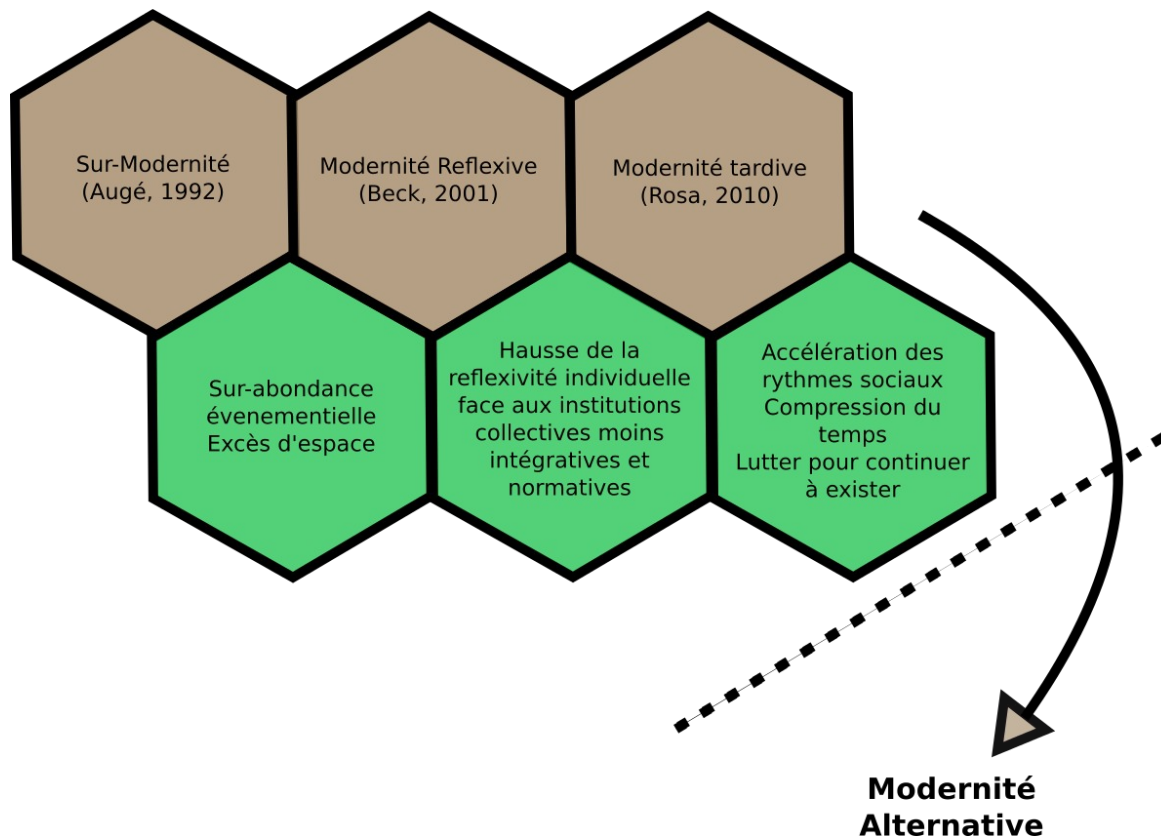 Sur-Modernité
(Augé, 1992)
Modernité Reflexive
(Beck, 2001)
Modernité tardive
(Rosa, 2010)
Sur-abondance
évenementielle
Excès d'espace
Hausse de la
reflexivité individuelle
face aux institutions
collectives moins
intégratives et
normatives
Accélération des
rythmes sociaux
Compression du
temps
Lutter pour continuer
à exister
Modernité
Alternative